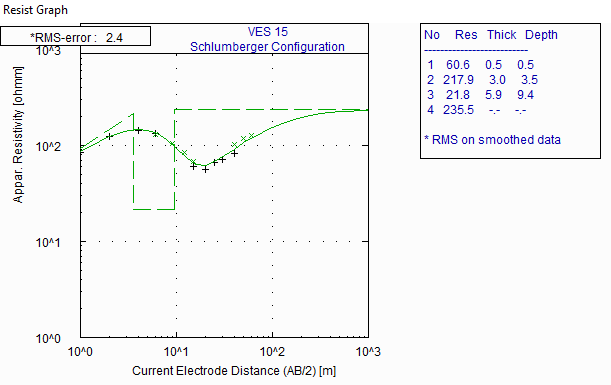 Resist Graph
*RMS-error : 2.4
VES 15
Schlumberger Configuration
10^3
10^2
10^1
10^0
Appar. Resistivity [ohmm]
10^0 10^1 10^2 10^3
Current Electrode Distance (AB/2) [m]
No Res Thick Depth
--------------------------
1 60.6 0.5 0.5
2 217.9 3.0 3.5
3 21.8 5.9 9.4
4 235.5 -.- -.-
* RMS on smoothed data